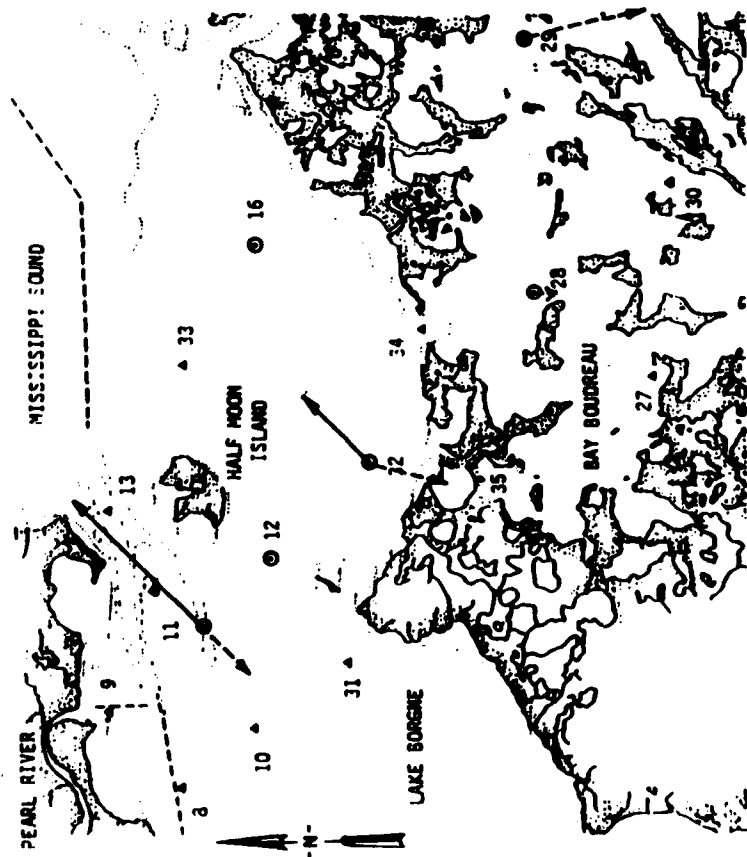 PEARL RIVER
MISSISSIPPI SOUND
9
13
11
33
8
HALF MOON
ISLAND
16
10
12
-N-
31
32
34
LAKE BORGNE
35
28
29
BAY BOUDREAU
27
30